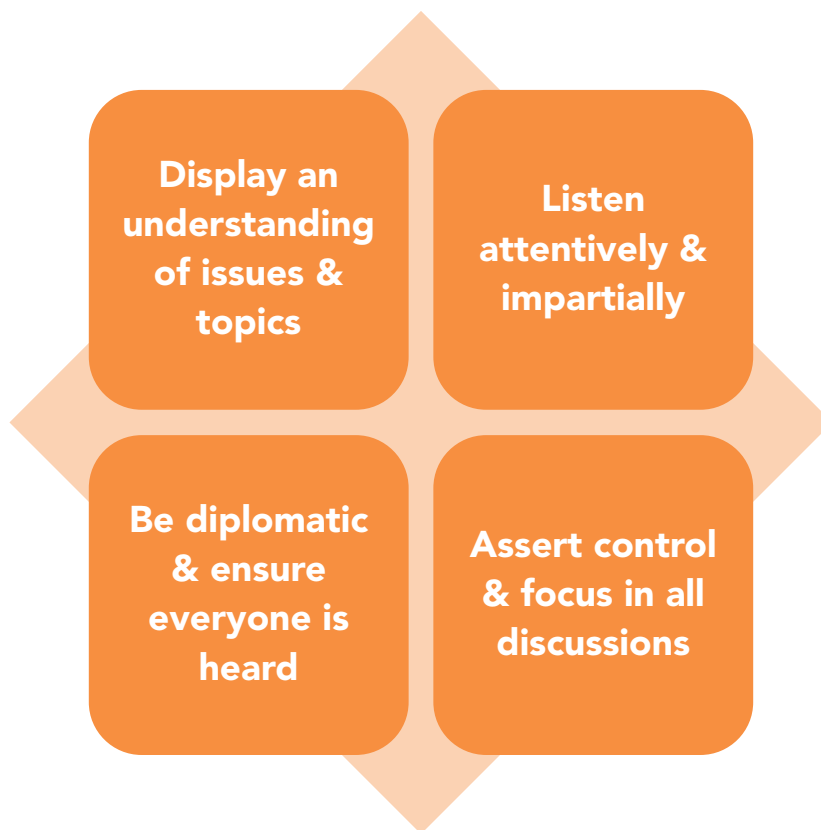 Display an
understanding
of issues &
topics
Listen
attentively &
impartially
Be diplomatic
& ensure
everyone is
heard
Assert control
& focus in all
discussions